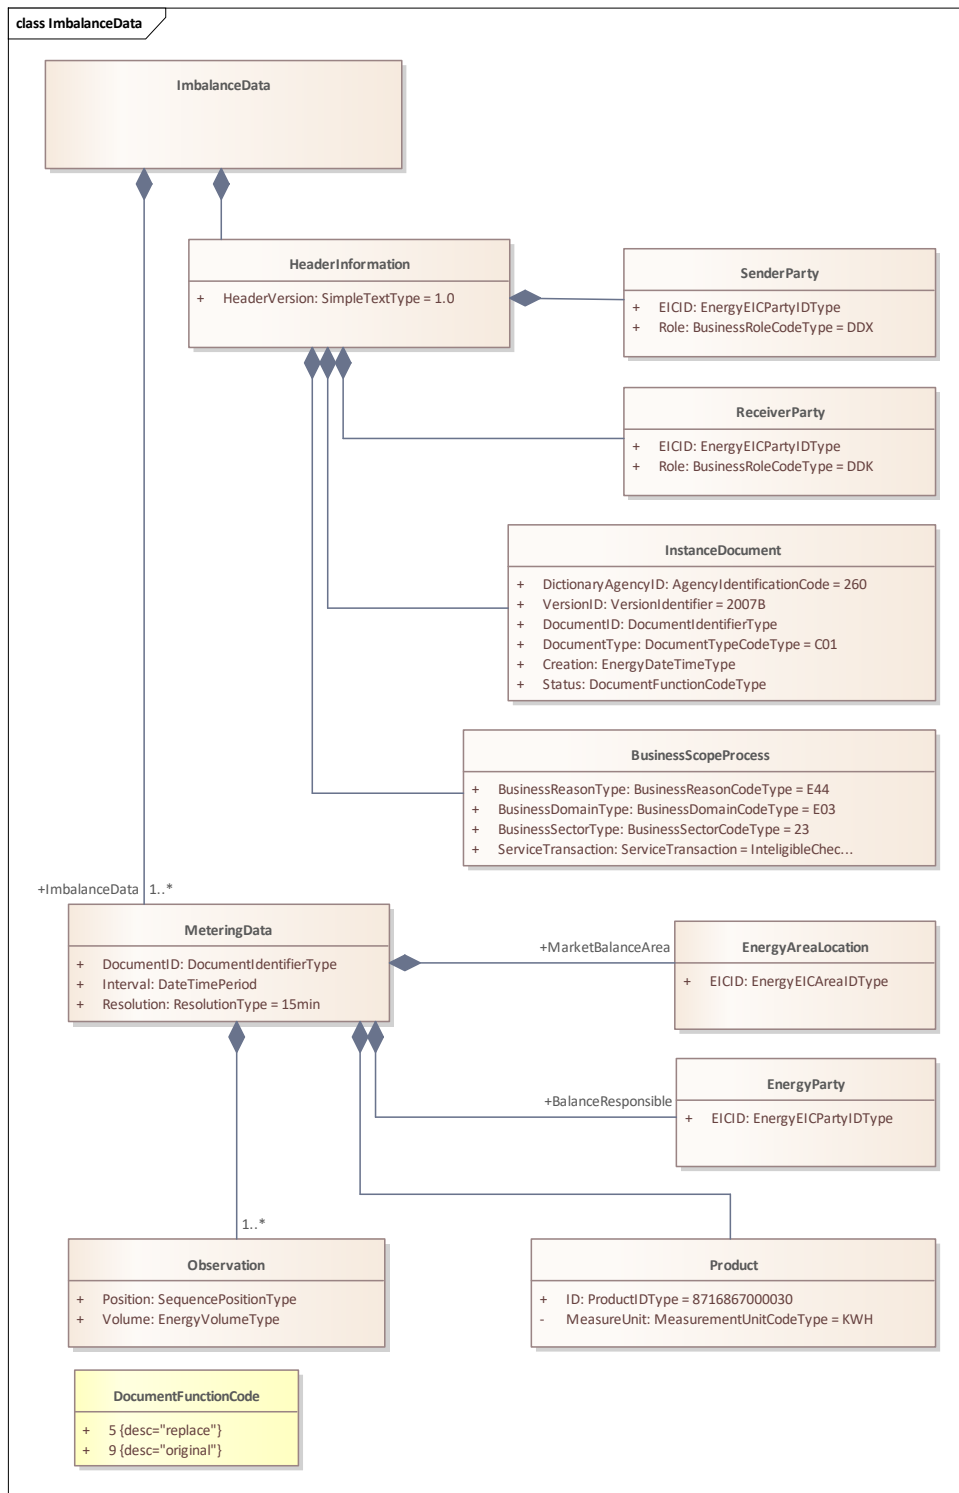 class ImbalanceData
ImbalanceData
HeaderInformation
+ HeaderVersion: SimpleTextType = 1.0
SenderParty
+ EICID: EnergyEICPartyIDType
+ Role: BusinessRoleCodeType = DDX
ReceiverParty
+ EICID: EnergyEICPartyIDType
+ Role: BusinessRoleCodeType = DDK
InstanceDocument
+ DictionaryAgencyID: AgencyIdentificationCode = 260
+ VersionID: VersionIdentifier = 2007B
+ DocumentID: DocumentIdentifierType
+ DocumentType: DocumentTypeCodeType = C01
+ Creation: EnergyDateTimeType
+ Status: DocumentFunctionCodeType
BusinessScopeProcess
+ BusinessReasonType: BusinessReasonCodeType = E44
+ BusinessDomainType: BusinessDomainCodeType = E03
+ BusinessSectorType: BusinessSectorCodeType = 23
+ ServiceTransaction: ServiceTransaction = InteligibleChec...
+ImbalanceData 1..*
MeteringData
+ DocumentID: DocumentIdentifierType
+ Interval: DateTimePeriod
+ Resolution: ResolutionType = 15min
+MarketBalanceArea
EnergyAreaLocation
+ EICID: EnergyEICAreaIDType
+BalanceResponsible
EnergyParty
+ EICID: EnergyEICPartyIDType
1..*
Observation
+ Position: SequencePositionType
+ Volume: EnergyVolumeType
Product
+ ID: ProductIDType = 8716867000030
- MeasureUnit: MeasurementUnitCodeType = KWH
DocumentFunctionCode
+ 5 {desc="replace"}
+ 9 {desc="original"}